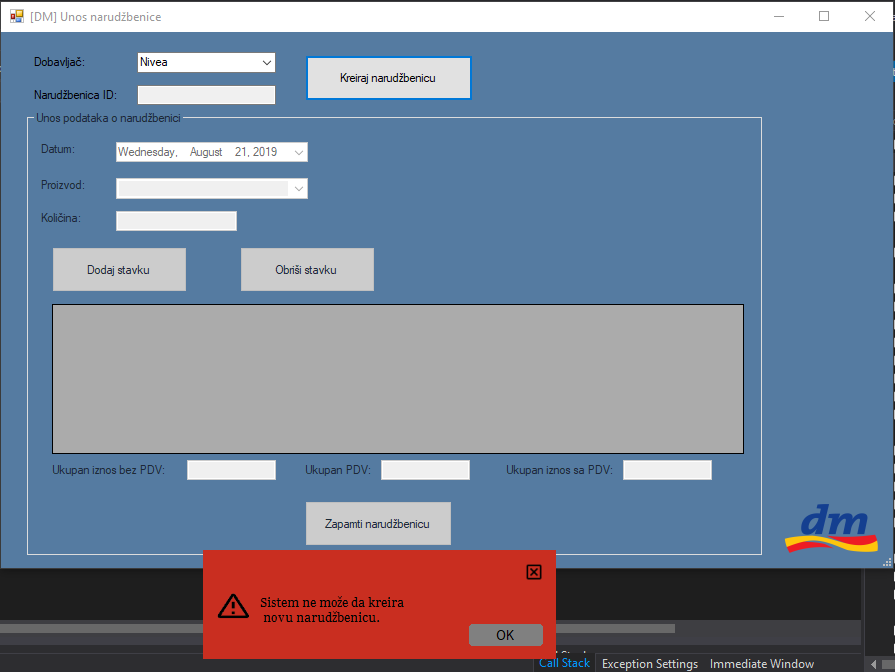 [DM] Unos narudžbenice
Dobavljač:
Nivea
Kreiraj narudžbenicu
Narudžbenica ID:
Unos podataka o narudžbenici
Datum:
Wednesday, August 21, 2019
Proizvod:
Količina:
Dodaj stavku
Obriši stavku
Ukupan iznos bez PDV:
Ukupan PDV:
Ukupan iznos sa PDV:
Zapamti narudžbenicu
dm
Sistem ne može da kreira
novu narudžbenicu.
OK
Call Stack
Exception Settings
Immediate Window